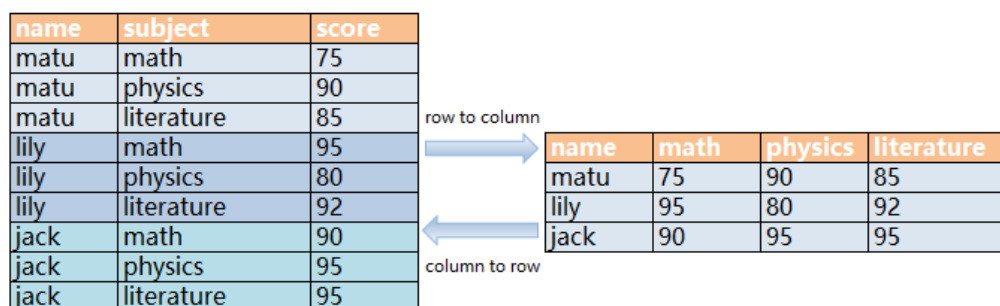 name subject score
matu math 75
matu physics 90
matu literature 85
lily math 95
lily physics 80
lily literature 92
jack math 90
jack physics 95
jack literature 95
row to column
column to row
name math physics literature
matu 75 90 85
lily 95 80 92
jack 90 95 95